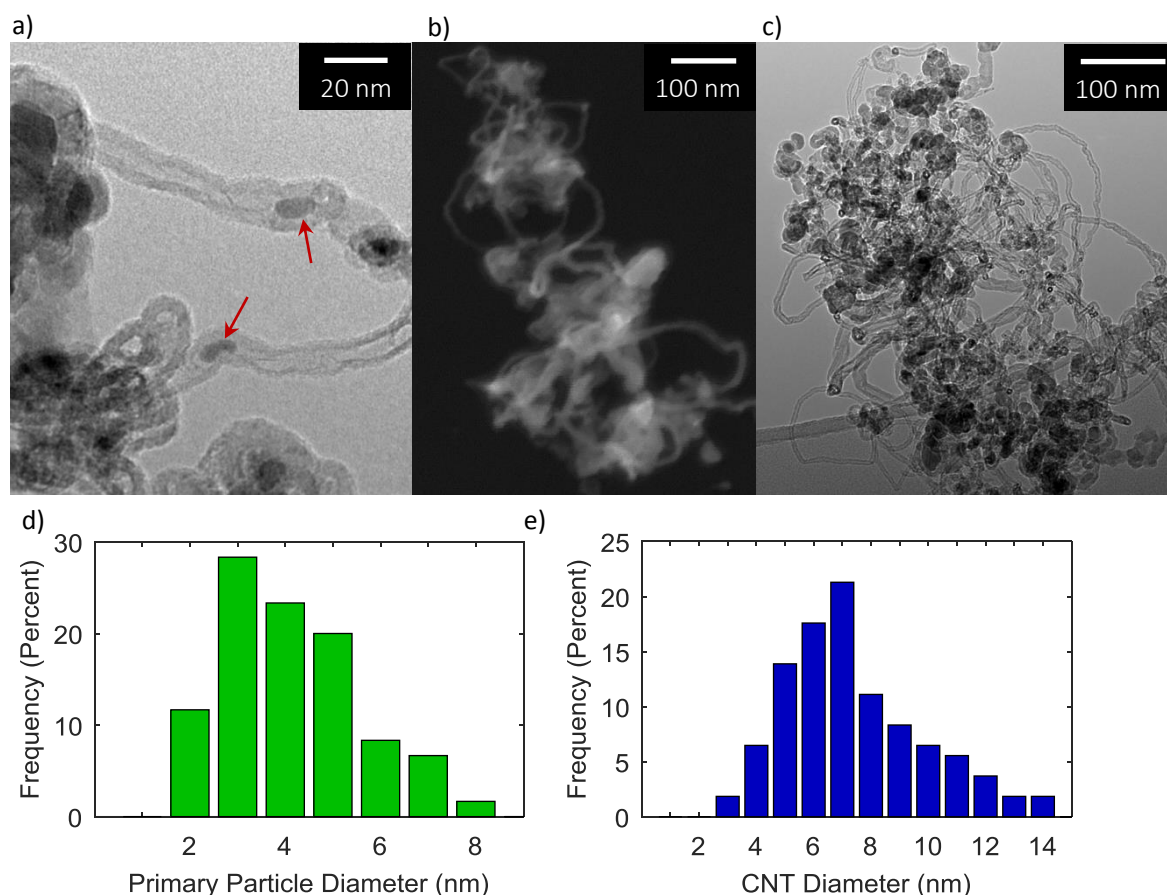 a)
b)
c)
20 nm
100 nm
100 nm
d)
e)
30
20
10
0
Frequency (Percent)
2 4 6 8
Primary Particle Diameter (nm)
25
20
15
10
5
0
Frequency (Percent)
2 4 6 8 10 12 14
CNT Diameter (nm)